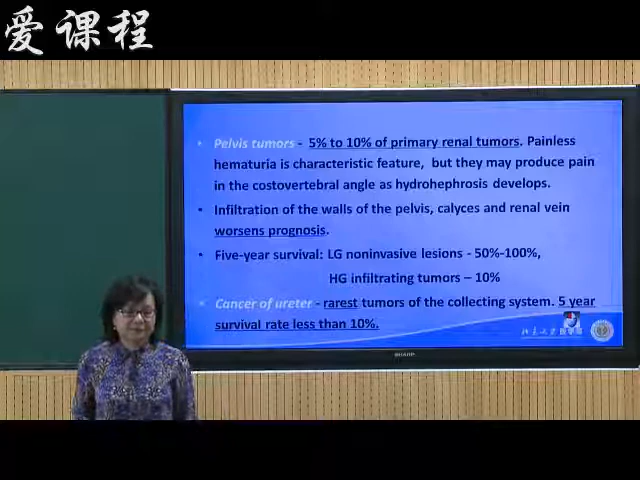 爱课程
• Pelvis tumors - 5% to 10% of primary renal tumors. Painless
hematuria is characteristic feature, but they may produce pain
in the costovertebral angle as hydrohephrosis develops.
• Infiltration of the walls of the pelvis, calyces and renal vein
worsens prognosis.
• Five-year survival: LG noninvasive lesions - 50%-100%,
HG infiltrating tumors – 10%
• Cancer of ureter - rarest tumors of the collecting system. 5 year
survival rate less than 10%.
SHARP